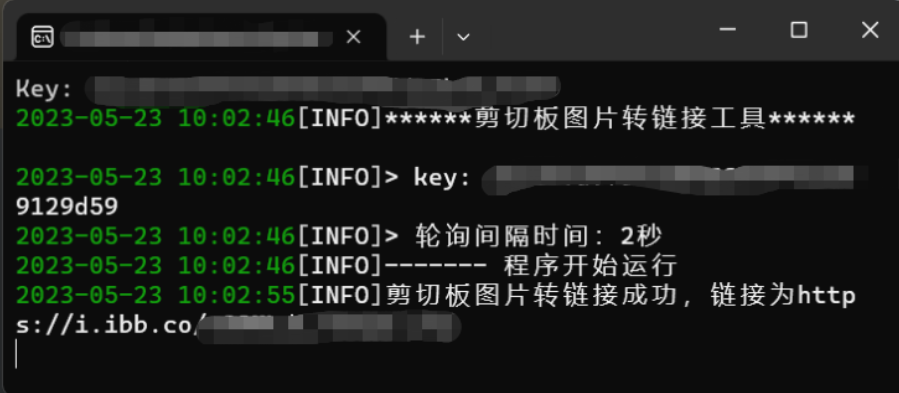 Key:
2023-05-23 10:02:46[INFO]******剪切板图片转链接工具******
2023-05-23 10:02:46[INFO]> key:
9129d59
2023-05-23 10:02:46[INFO]> 轮询间隔时间: 2秒
2023-05-23 10:02:46[INFO]------- 程序开始运行
2023-05-23 10:02:55[INFO]剪切板图片转链接成功, 链接为http
s://i.ibb.co/